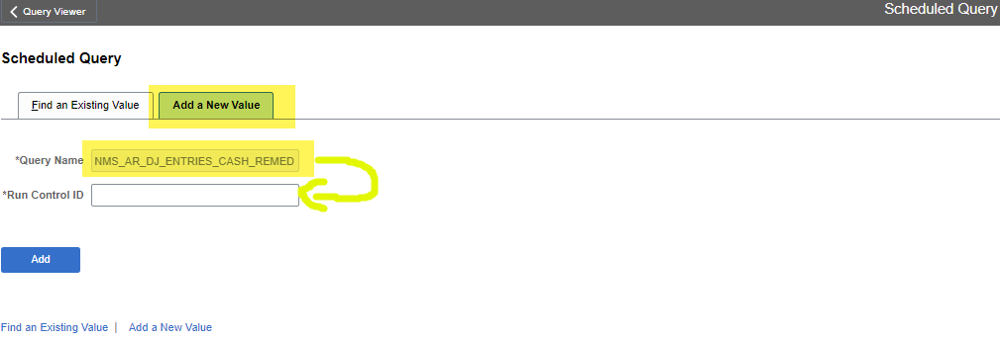 Query Viewer
Scheduled Query
Scheduled Query
Find an Existing Value
Add a New Value
*Query Name NMS_AR_DJ_ENTRIES_CASH_REMED
*Run Control ID
Add
Find an Existing Value | Add a New Value